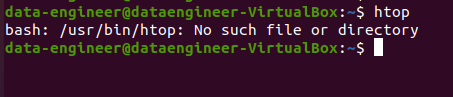 data-engineer@dataengineer-VirtualBox:~$ htop
bash: /usr/bin/htop: No such file or directory
data-engineer@dataengineer-VirtualBox:~$